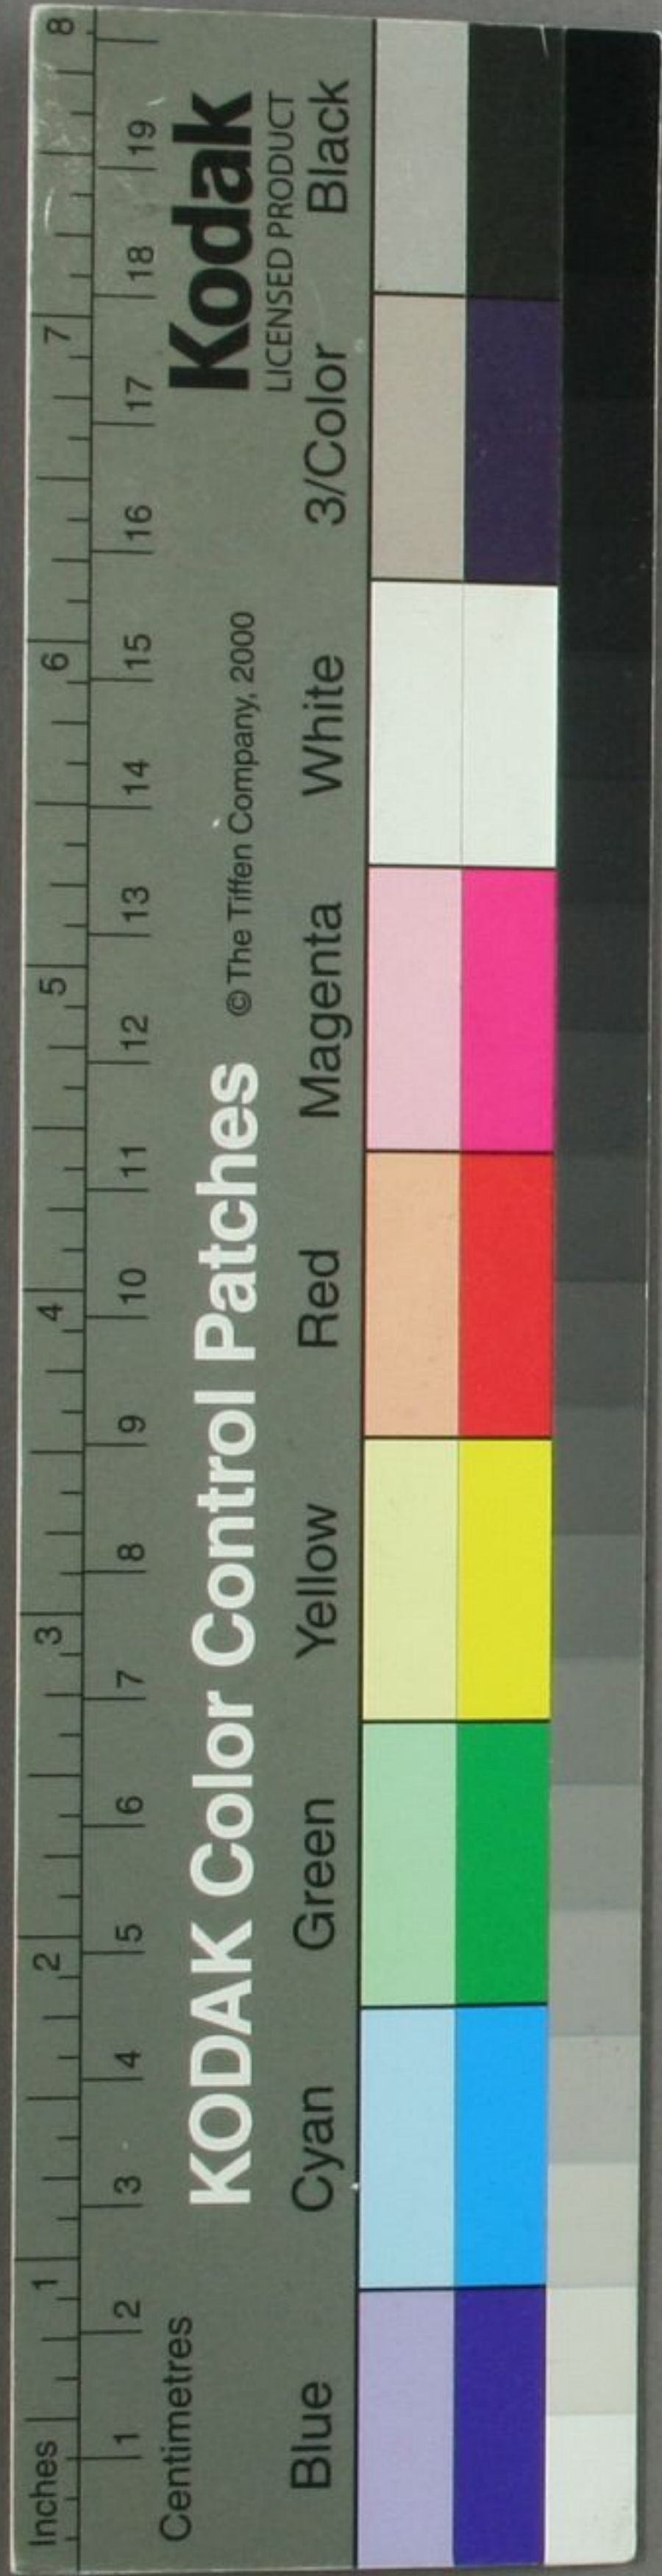 Inches 1 2 3 4 5 6 7 8
1 2 3 4 5 6 7 8 9 10 11 12 13 14 15 16 17 18 19
Centimetres
KODAK Color Control Patches
© The Tiffen Company, 2000
Kodak
LICENSED PRODUCT
Blue Cyan Green Yellow Red Magenta White 3/Color Black